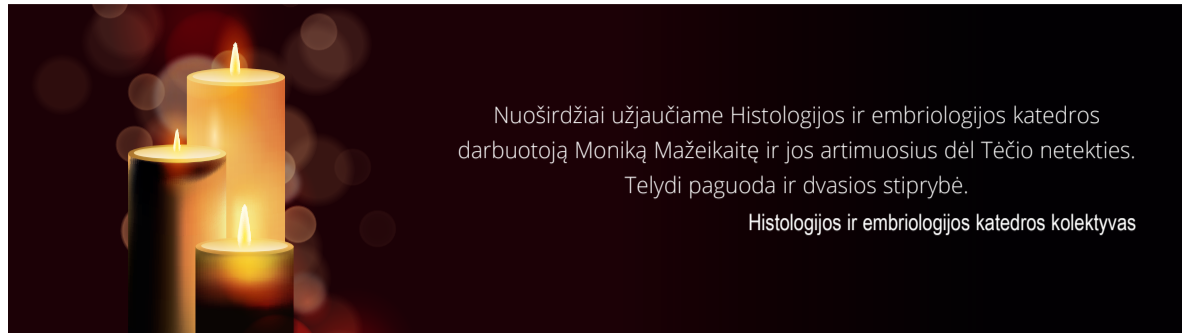 Nuoširdžiai užjaučiame Histologijos ir embriologijos katedros
darbuotoją Moniką Mažeikaitę ir jos artimuosius dėl Tėčio netekties.
Telydi paguoda ir dvasios stiprybė.
Histologijos ir embriologijos katedros kolektyvas